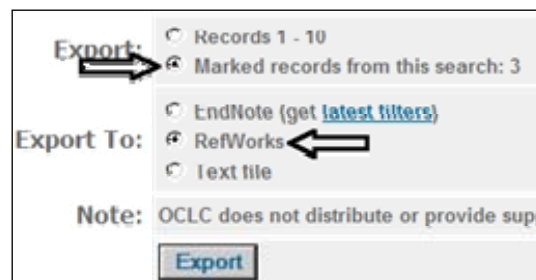 Export:
Records 1 - 10
Marked records from this search: 3
Export To:
EndNote (get latest filters)
RefWorks
Text file
Note: OCLC does not distribute or provide sup
Export